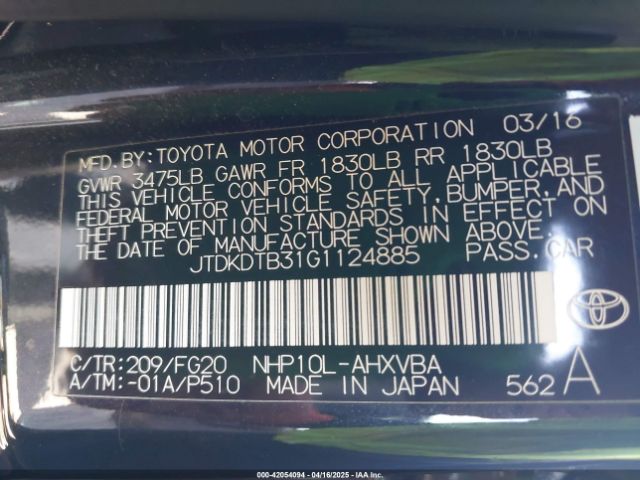 MFD.BY:TOYOTA MOTOR CORPORATION 03/16
GVWR 3475LB GAWR FR 1830LB RR 1830LB
THIS VEHICLE CONFORMS TO ALL APPLICABLE
FEDERAL MOTOR VEHICLE SAFETY,BUMPER,AND
THEFT PREVENTION STANDARDS IN EFFECT ON
THE DATE OF MANUFACTURE SHOWN ABOVE.
JTDKDTB31G1124885 PASS.CAR
C/TR:209/FG20 NHP10L-AHXVBA
A/TM:-01A/P510 MADE IN JAPAN 562 A
000-42054094 - 04/16/2025 - IAAI.COM